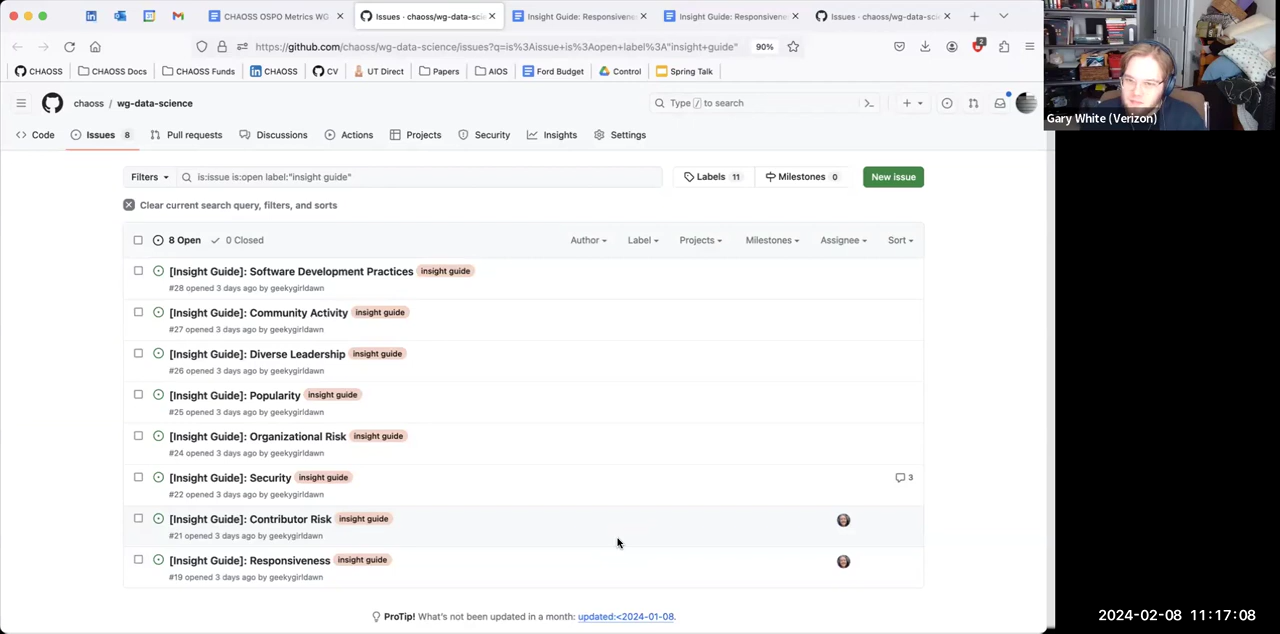 CHAOSS OSPO Metrics WG
Issues · chaoss/wg-data-scie
Insight Guide: Responsivene
Insight Guide: Responsivene
Issues · chaoss/wg-data-sci
https://github.com/chaoss/wg-data-science/issues?q=is%3Aissue+is%3Aopen+label%3A"insight+guide"
90%
2
CHAOSS
CHAOSS Docs
CHAOSS Funds
CHAOSS
CV
UT Direct
Papers
AIOS
Ford Budget
Control
Spring Talk
chaoss / wg-data-science
Type / to search
Gary White (Verizon)
Code
Issues 8
Pull requests
Discussions
Actions
Projects
Security
Insights
Settings
Filters
is:issue is:open label:"insight guide"
Labels 11
Milestones 0
New issue
Clear current search query, filters, and sorts
8 Open
0 Closed
Author
Label
Projects
Milestones
Assignee
Sort
[Insight Guide]: Software Development Practices insight guide
#28 opened 3 days ago by geekygirldawn
[Insight Guide]: Community Activity insight guide
#27 opened 3 days ago by geekygirldawn
[Insight Guide]: Diverse Leadership insight guide
#26 opened 3 days ago by geekygirldawn
[Insight Guide]: Popularity insight guide
#25 opened 3 days ago by geekygirldawn
[Insight Guide]: Organizational Risk insight guide
#24 opened 3 days ago by geekygirldawn
[Insight Guide]: Security insight guide
3
#22 opened 3 days ago by geekygirldawn
[Insight Guide]: Contributor Risk insight guide
#21 opened 3 days ago by geekygirldawn
[Insight Guide]: Responsiveness insight guide
#19 opened 3 days ago by geekygirldawn
ProTip! What's not been updated in a month: updated:<2024-01-08.
2024-02-08 11:17:08